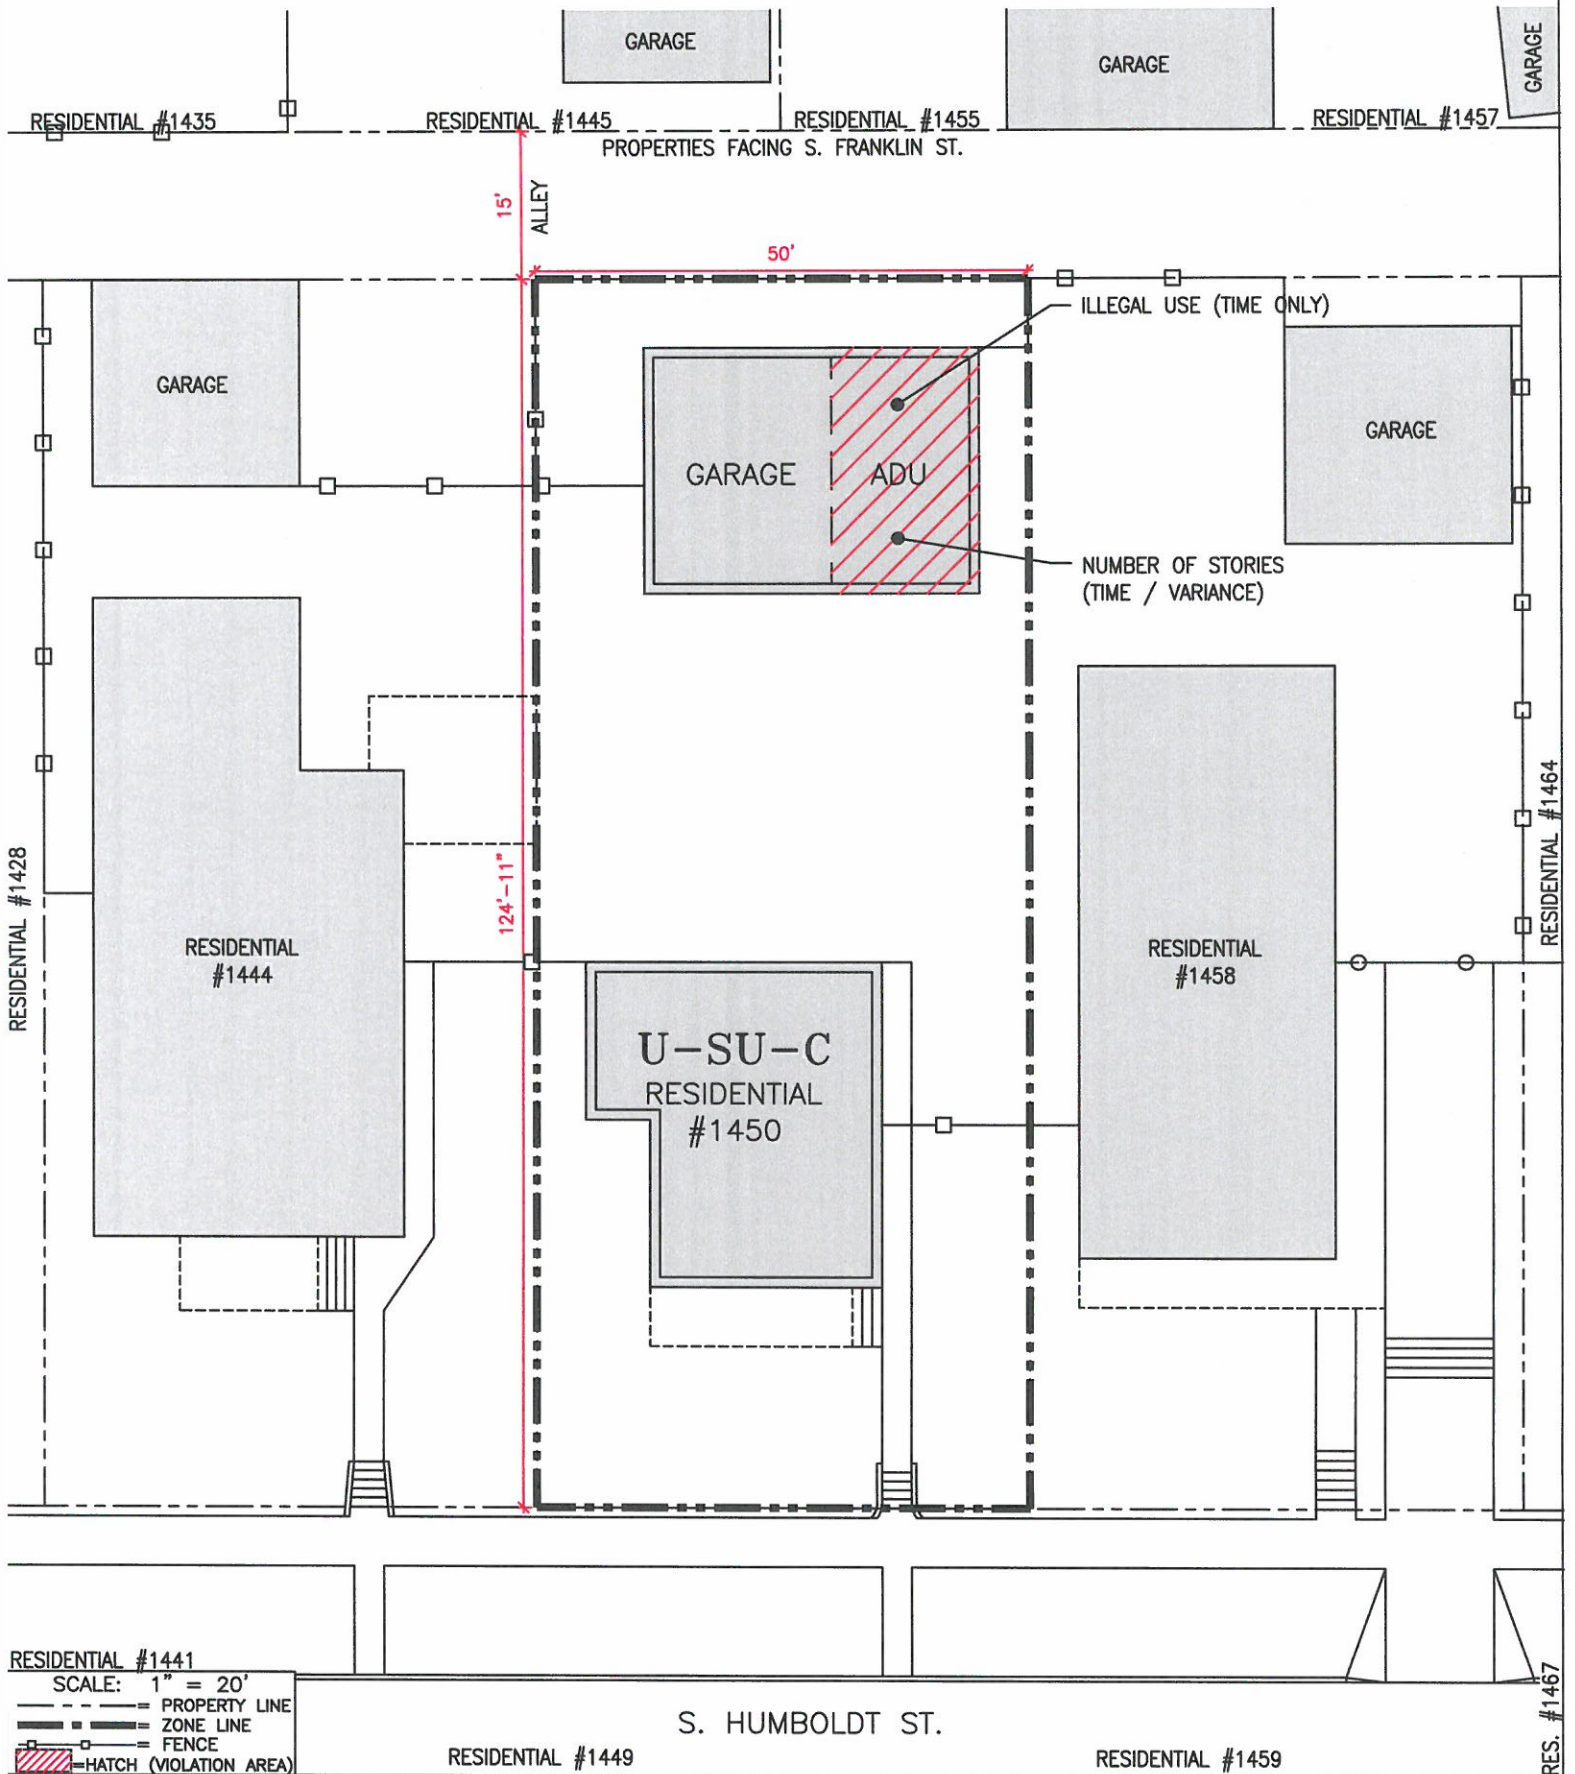 GARAGE
GARAGE
GARAGE
RESIDENTIAL #1435
RESIDENTIAL #1445
RESIDENTIAL #1455
RESIDENTIAL #1457
PROPERTIES FACING S. FRANKLIN ST.
15'
ALLEY
50'
ILLEGAL USE (TIME ONLY)
GARAGE
GARAGE
GARAGE
ADU
NUMBER OF STORIES
(TIME / VARIANCE)
RESIDENTIAL #1428
124'-11"
RESIDENTIAL #1464
RESIDENTIAL
#1444
RESIDENTIAL
#1458
U-SU-C
RESIDENTIAL
#1450
RESIDENTIAL #1441
SCALE: 1" = 20'
= PROPERTY LINE
= ZONE LINE
= FENCE
=HATCH (VIOLATION AREA)
S. HUMBOLDT ST.
RESIDENTIAL #1449
RESIDENTIAL #1459
RES. #1467